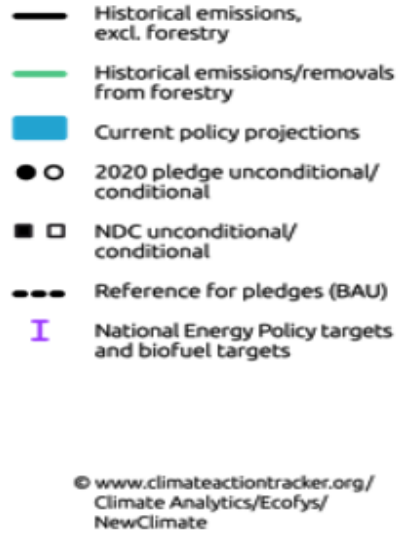 Historical emissions,
excl. forestry
Historical emissions/removals
from forestry
Current policy projections
2020 pledge unconditional/
conditional
NDC unconditional/
conditional
Reference for pledges (BAU)
National Energy Policy targets
and biofuel targets
© www.climateactiontracker.org/
Climate Analytics/Ecofys/
NewClimate